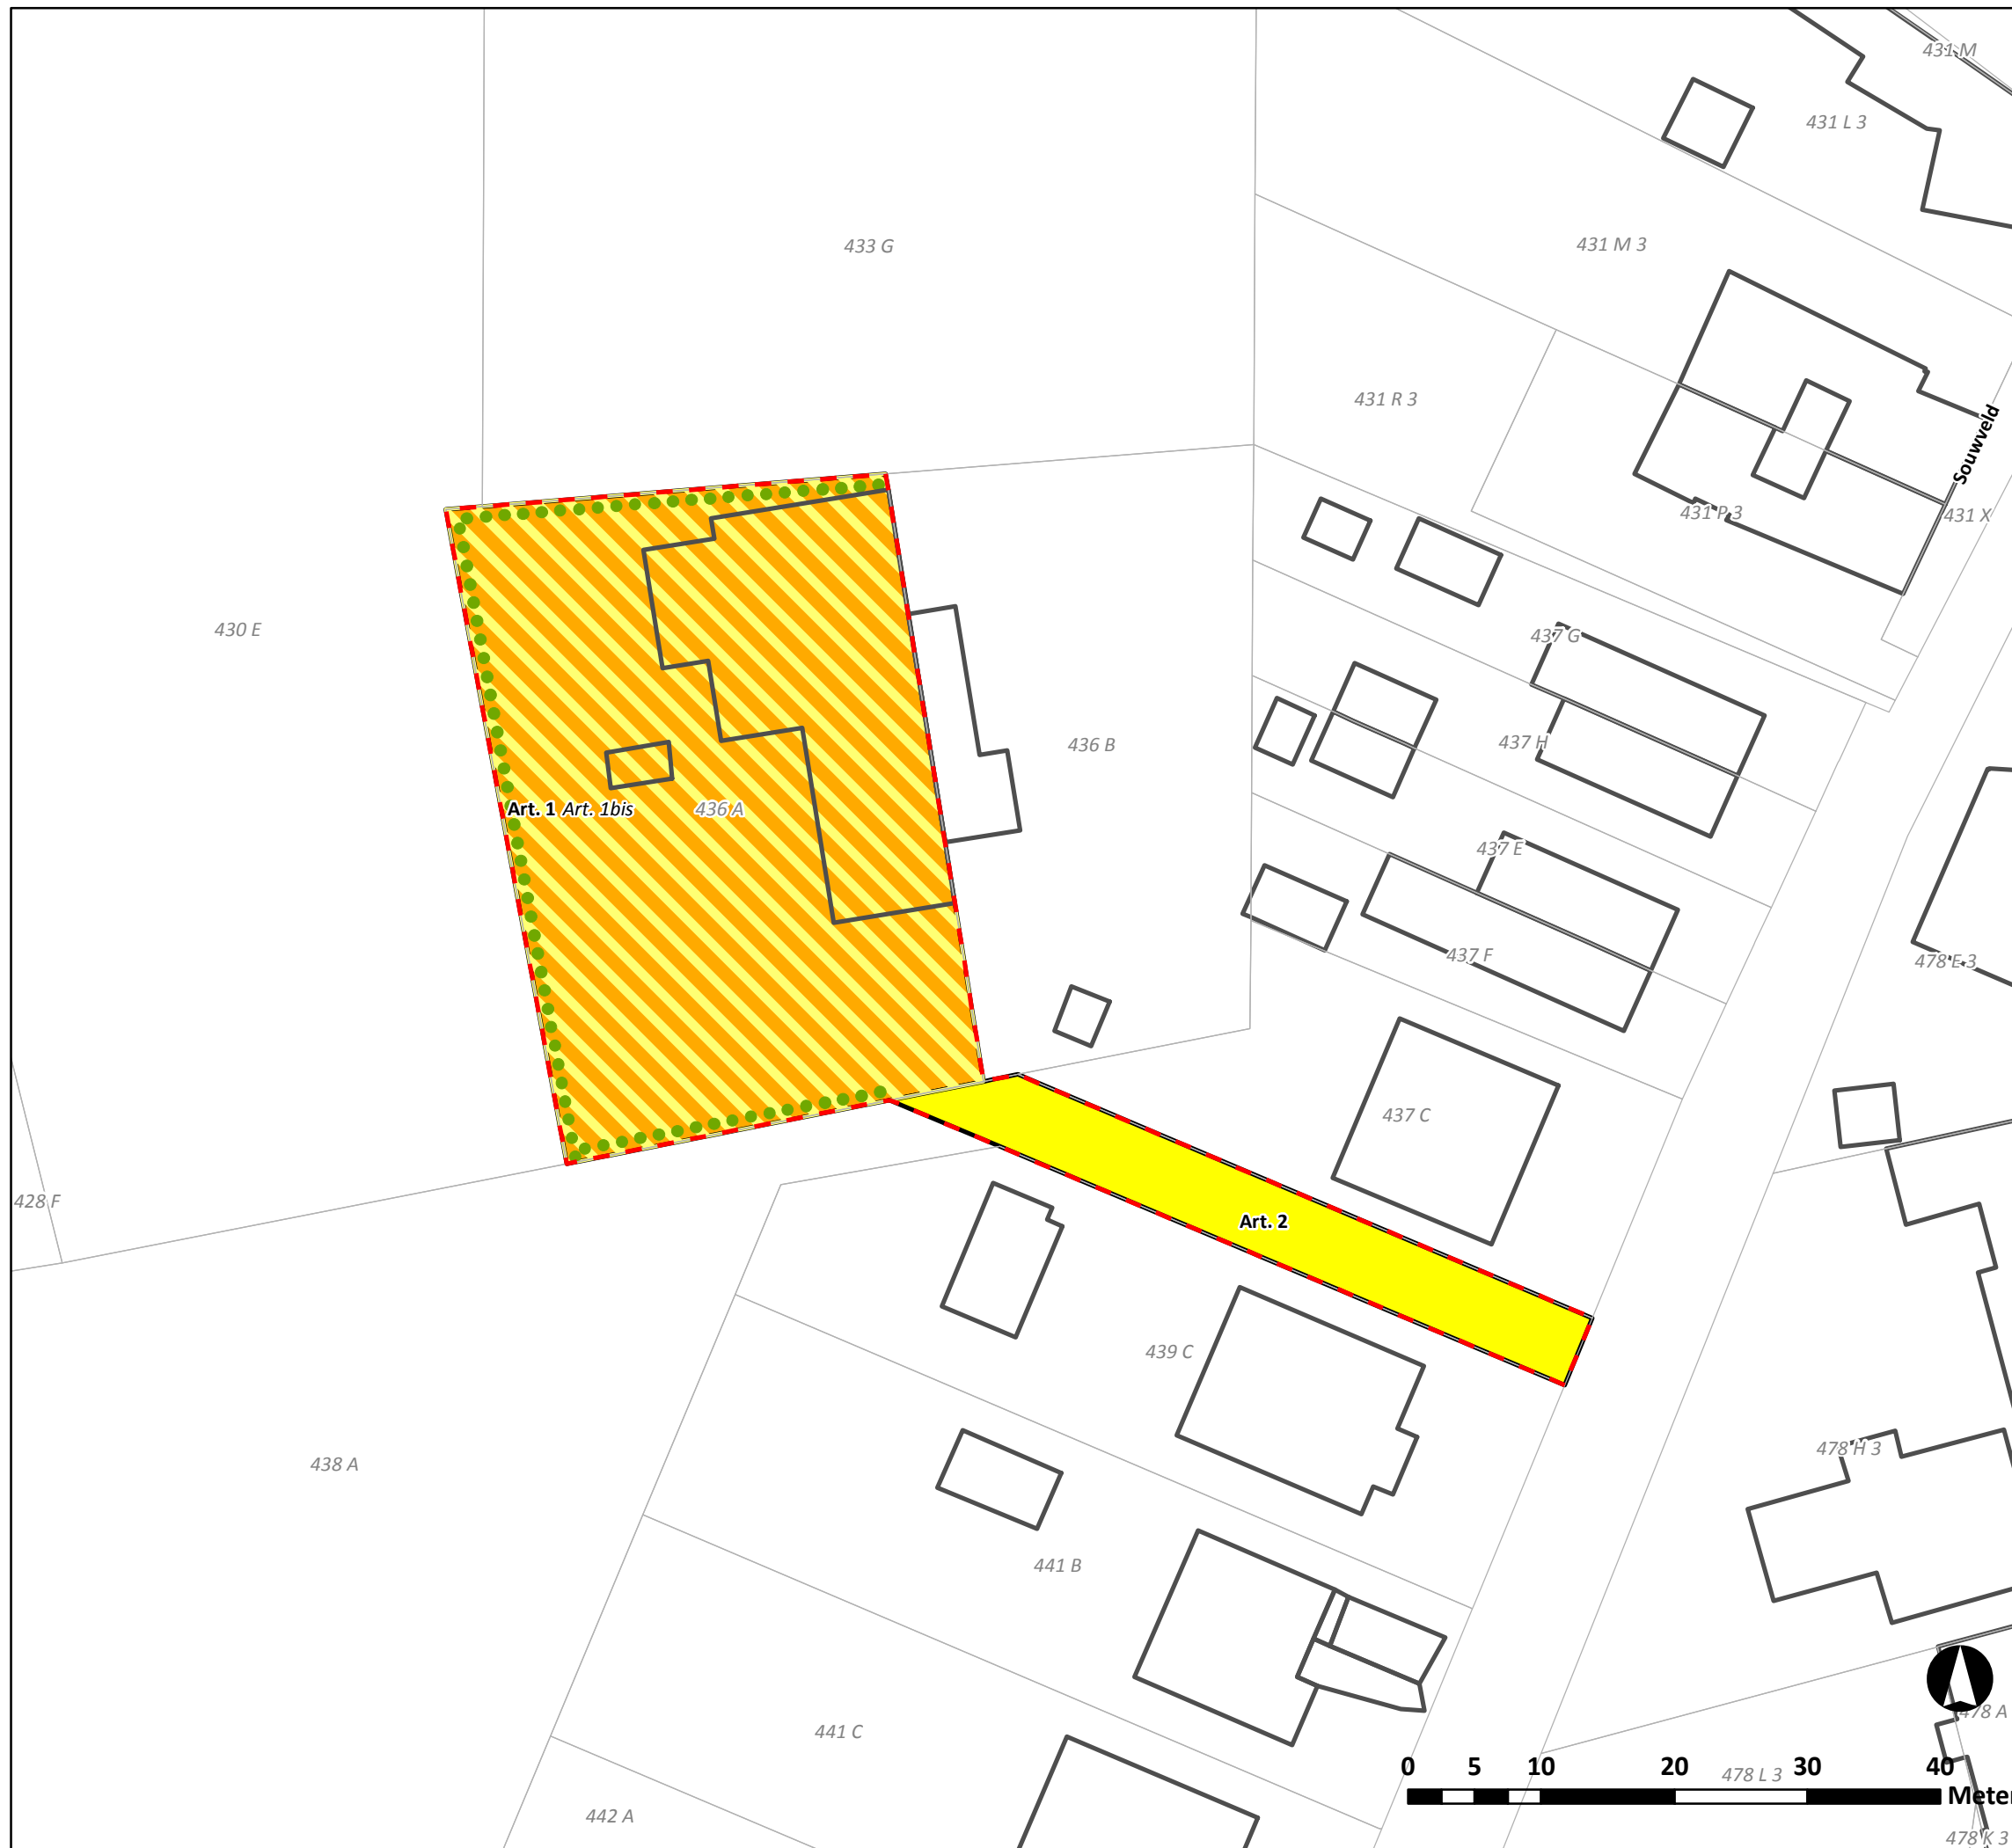 431 M
431 L 3
433 G
431 M 3
431 R 3
Souwveld
431 P 3
431 X
430 E
437 G
436 B
437 H
Art. 1 Art. 1bis
436 A
437 E
437 F
478 E 3
437 C
428 F
Art. 2
439 C
478 H 3
438 A
441 B
478 A
441 C
0 5 10 20 30 40
478 L 3
Meter
442 A
478 K 3